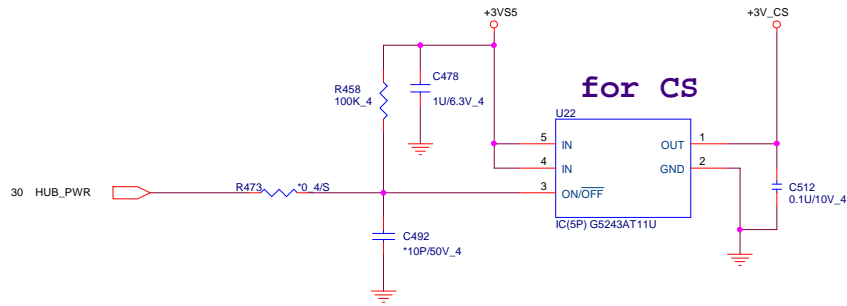 +3VS5
+3V_CS
for CS
R458
100K_4
C478
1U/6.3V_4
U22
5 IN OUT 1
4 IN GND 2
3 ON/OFF
IC(5P) G5243AT11U
30 HUB_PWR
R473 *0_4/S
C492
*10P/50V_4
C512
0.1U/10V_4